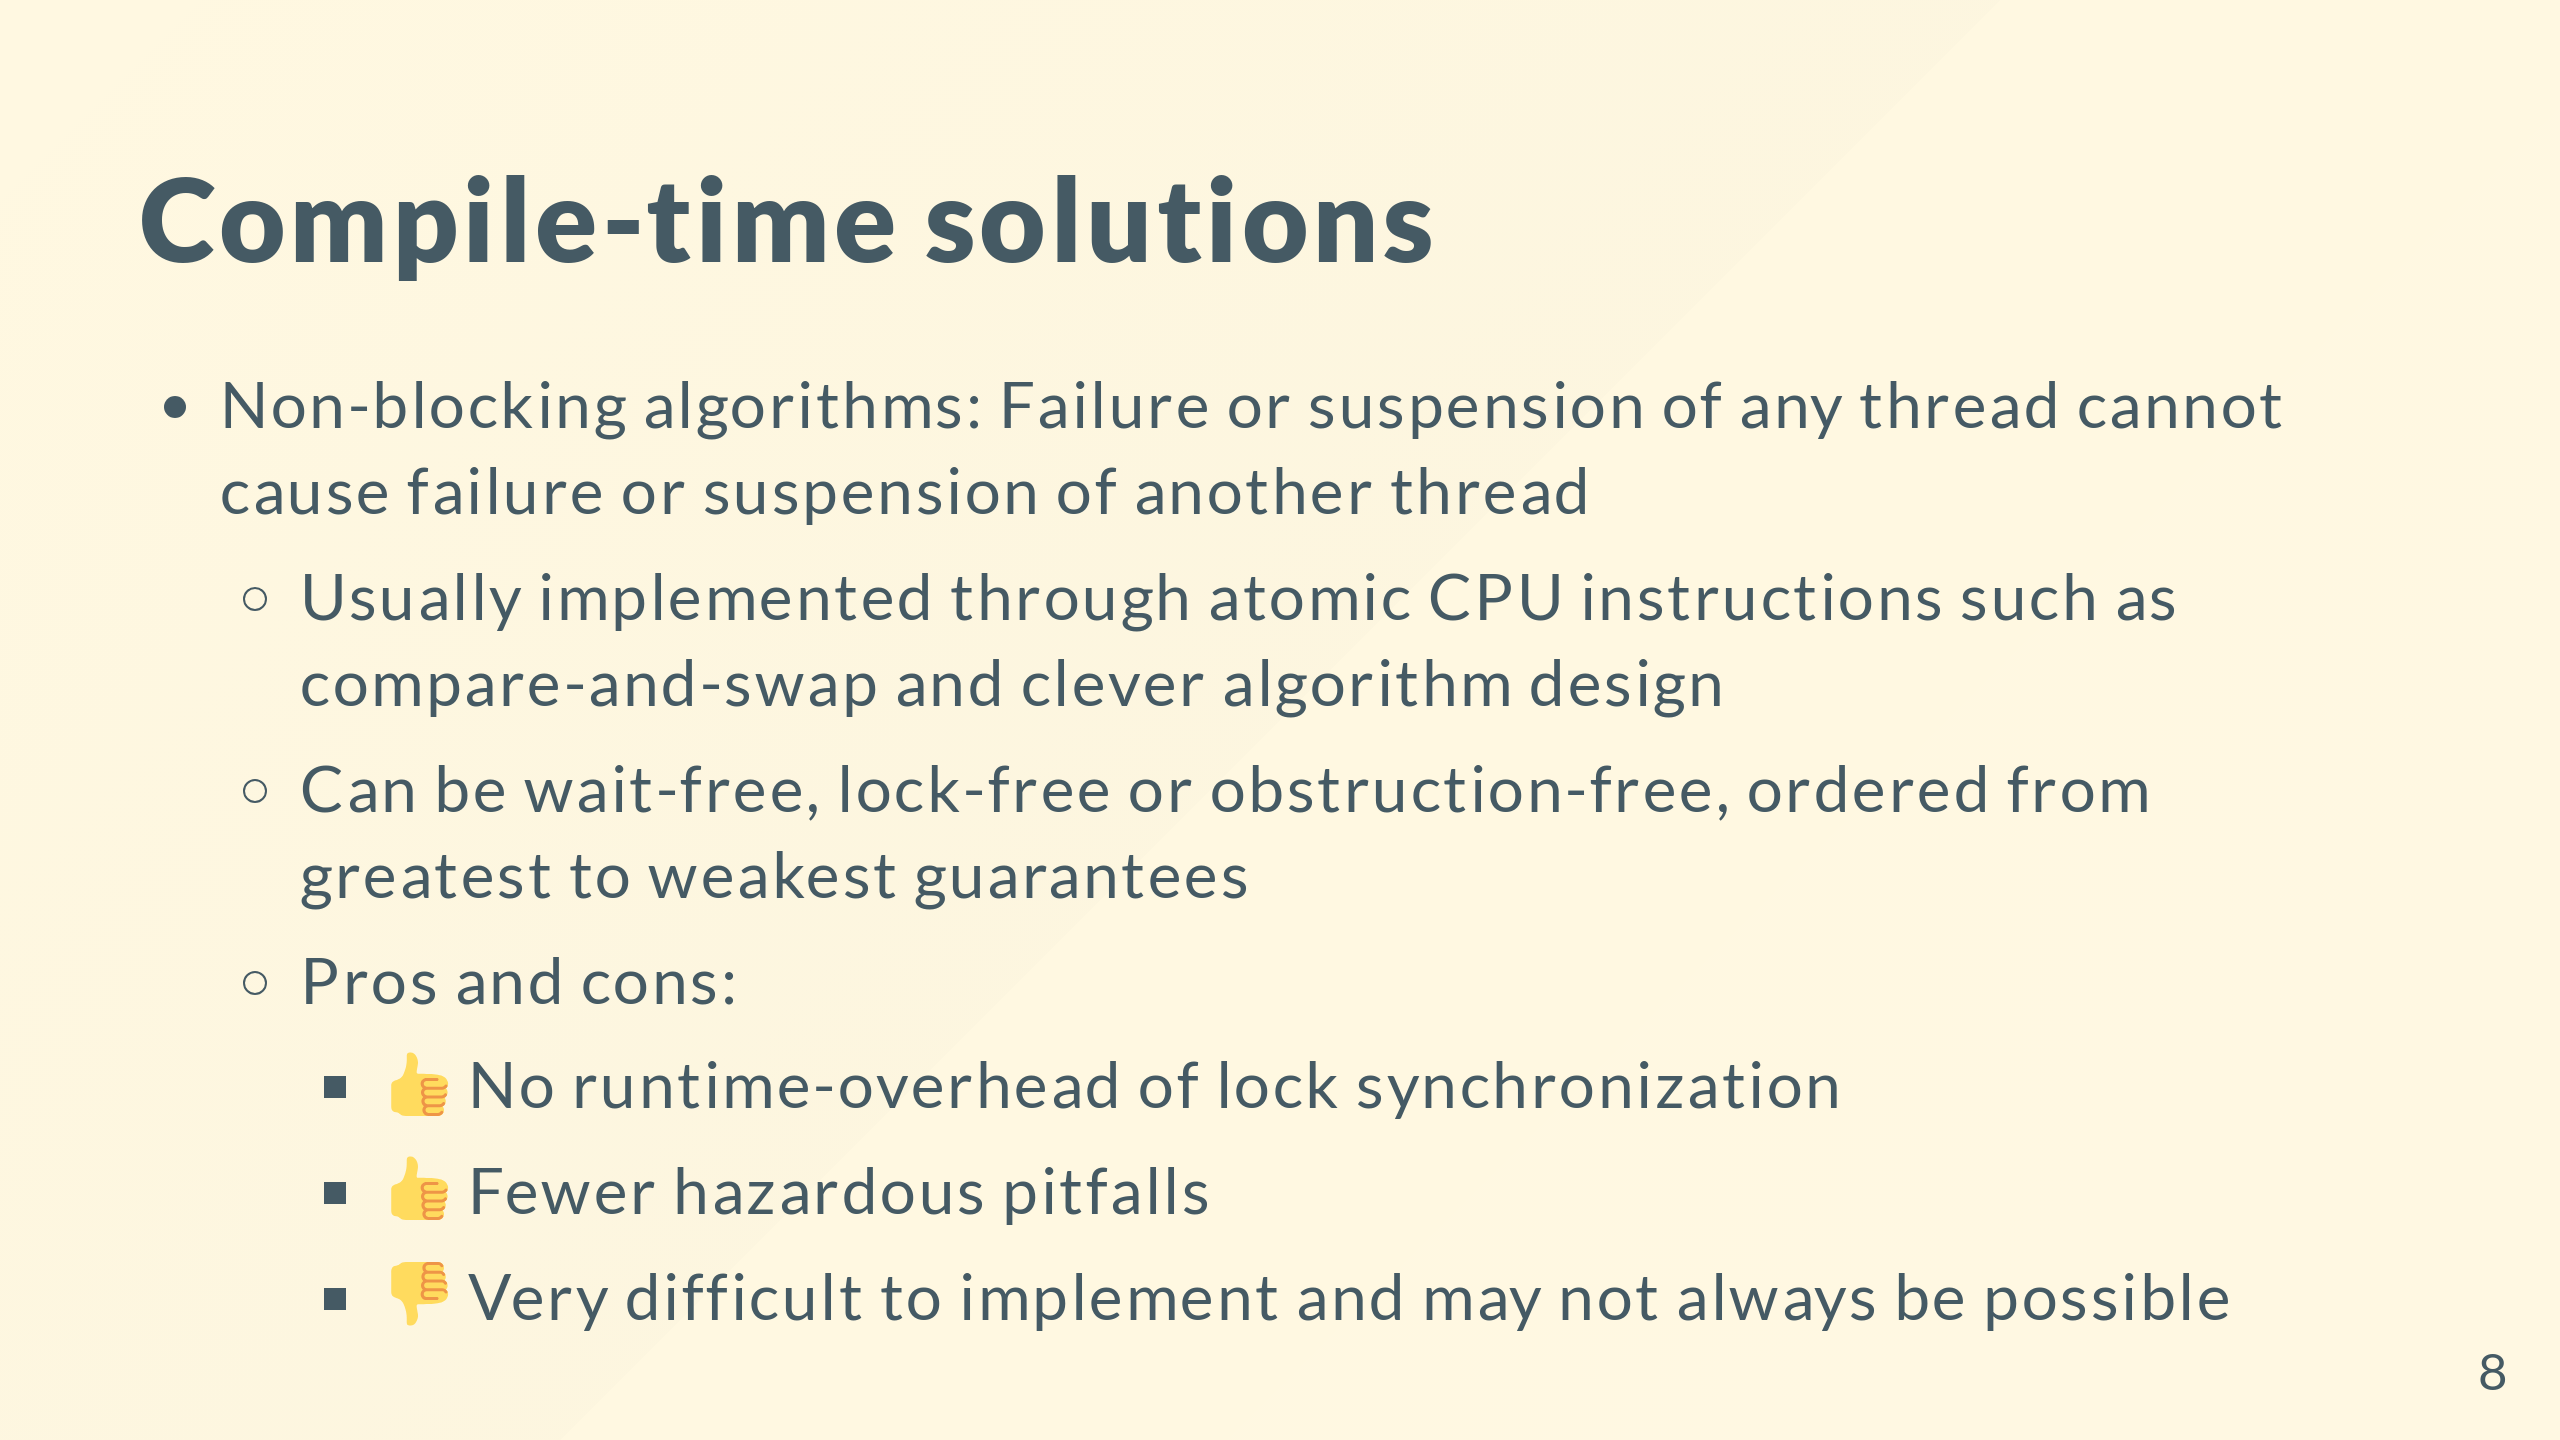 Compile-time solutions
• Non-blocking algorithms: Failure or suspension of any thread cannot
cause failure or suspension of another thread
○ Usually implemented through atomic CPU instructions such as
compare-and-swap and clever algorithm design
○ Can be wait-free, lock-free or obstruction-free, ordered from
greatest to weakest guarantees
○ Pros and cons:
▪ 👍 No runtime-overhead of lock synchronization
▪ 👍 Fewer hazardous pitfalls
▪ 👎 Very difficult to implement and may not always be possible
8